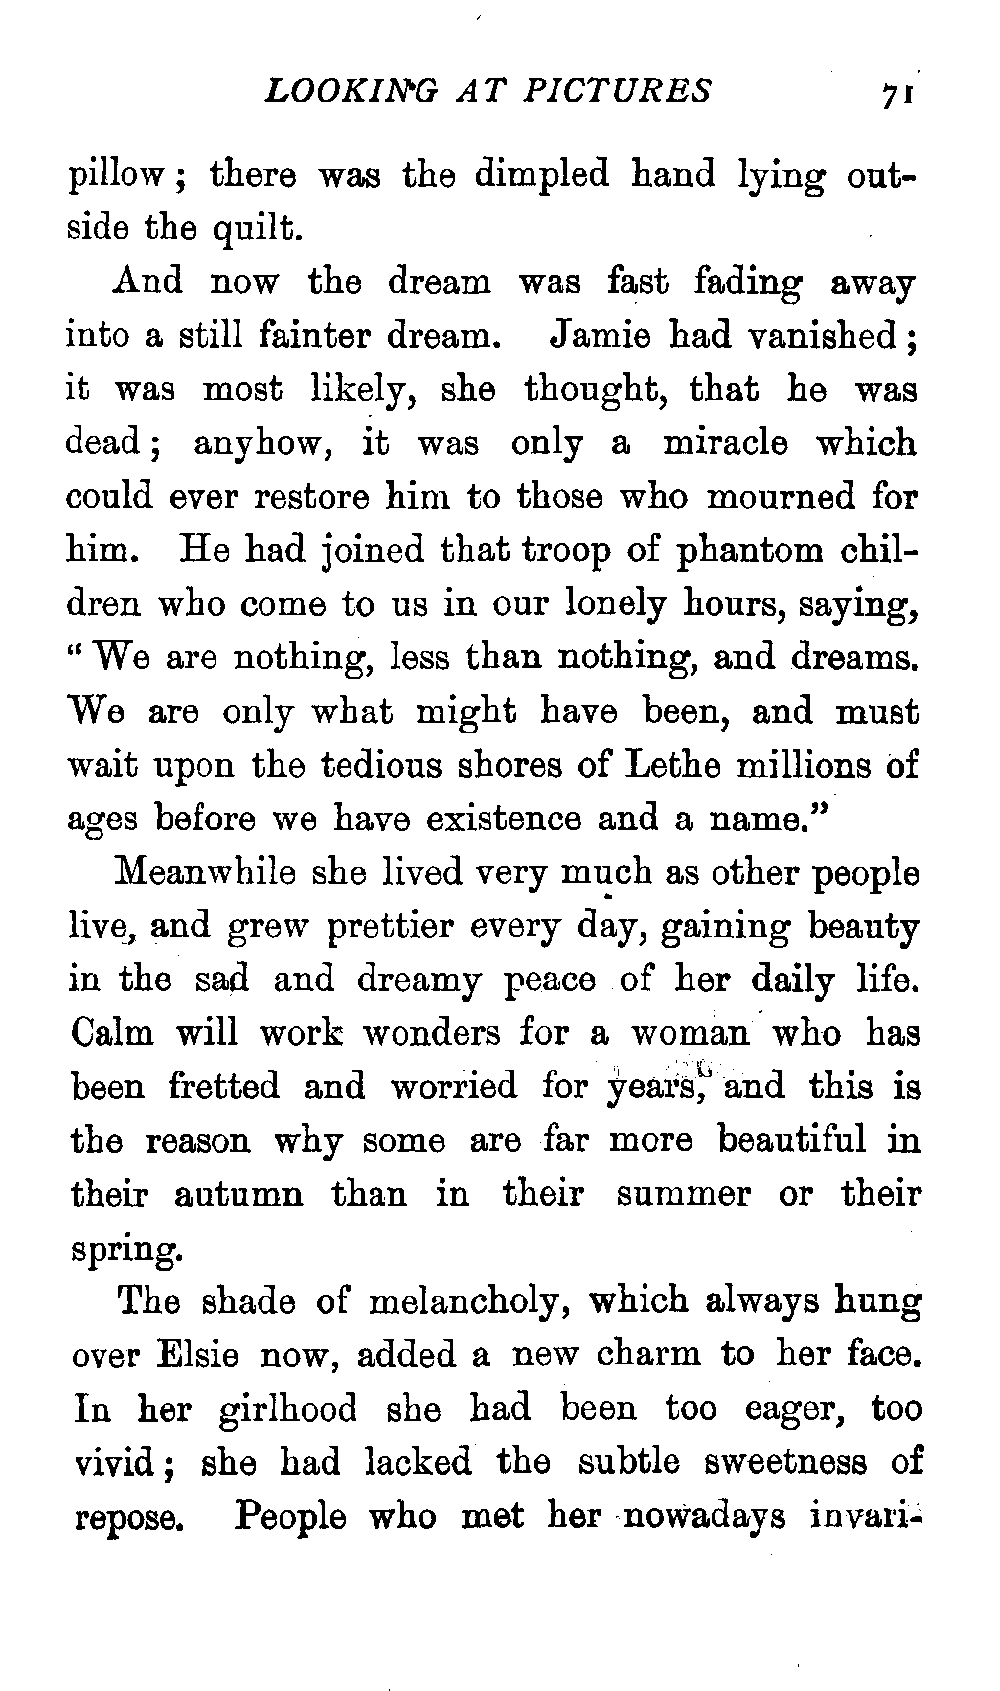 LOOKING AT PICTURES 71
pillow; there was the dimpled hand lying out-
side the quilt.
And now the dream was fast fading away
into a still fainter dream. Jamie had vanished;
it was most likely, she thought, that he was
dead; anyhow, it was only a miracle which
could ever restore him to those who mourned for
him. He had joined that troop of phantom chil-
dren who come to us in our lonely hours, saying,
"We are nothing, less than nothing, and dreams.
We are only what might have been, and must
wait upon the tedious shores of Lethe millions of
ages before we have existence and a name."
Meanwhile she lived very much as other people
live, and grew prettier every day, gaining beauty
in the sad and dreamy peace of her daily life.
Calm will work wonders for a woman who has
been fretted and worried for years, and this is
the reason why some are far more beautiful in
their autumn than in their summer or their
spring.
The shade of melancholy, which always hung
over Elsie now, added a new charm to her face.
In her girlhood she had been too eager, too
vivid; she had lacked the subtle sweetness of
repose. People who met her nowadays invari-